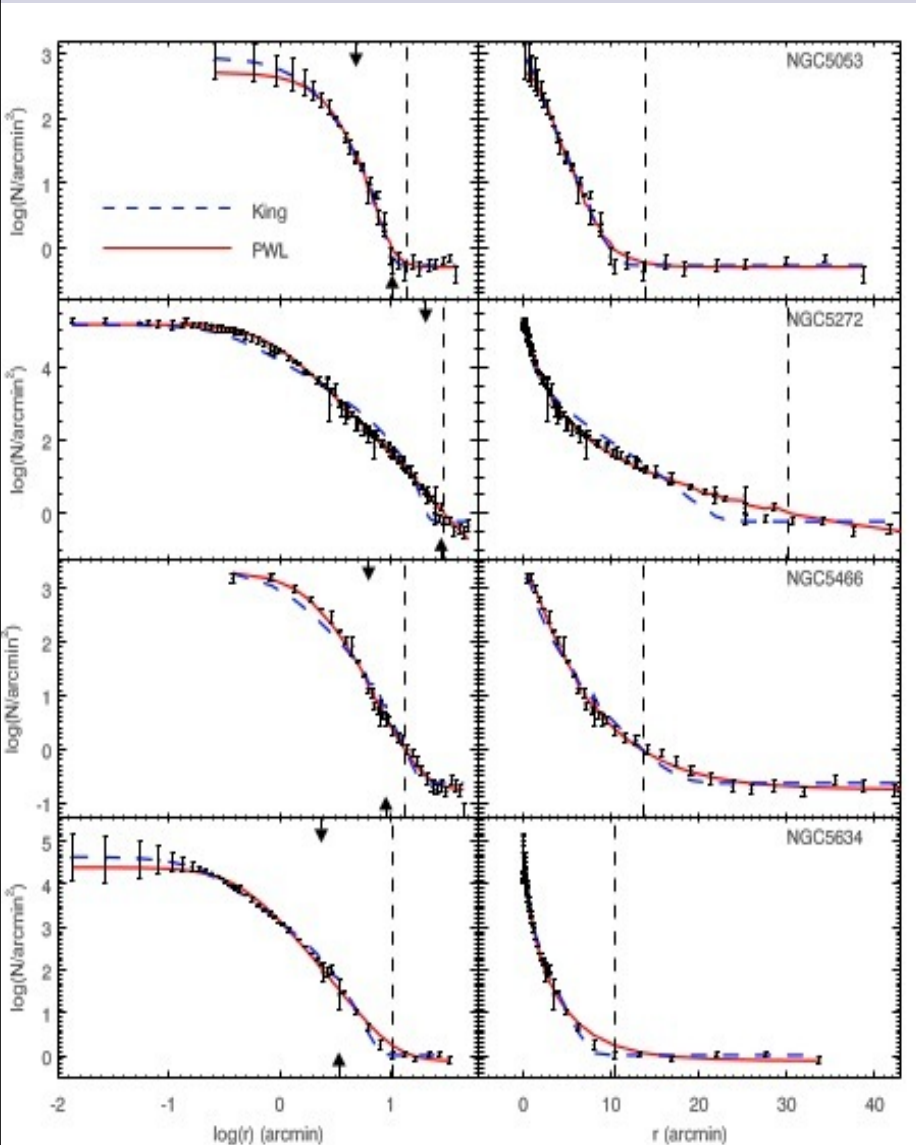 3
2
1
0
log(N/arcmin²)
King
PWL
NGC5053
4
2
0
log(N/arcmin²)
NGC5272
3
2
1
0
-1
log(N/arcmin²)
NGC5466
5
4
3
2
1
0
log(N/arcmin²)
NGC5634
-2 -1 0 1
0 10 20 30 40
log(r) (arcmin)
r (arcmin)